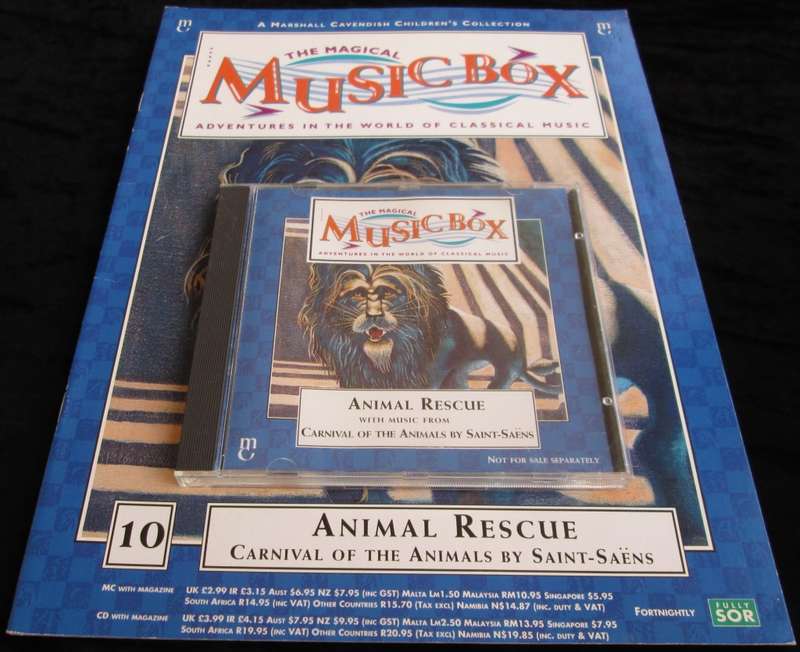 A Marshall Cavendish Children's Collection
mc
mc
THE MAGICAL
MUSIC BOX
ADVENTURES IN THE WORLD OF CLASSICAL MUSIC
THE MAGICAL
MUSIC BOX
ADVENTURES IN THE WORLD OF CLASSICAL MUSIC
ANIMAL RESCUE
WITH MUSIC FROM
CARNIVAL OF THE ANIMALS BY SAINT-SAËNS
mc
NOT FOR SALE SEPARATELY
10
ANIMAL RESCUE
CARNIVAL OF THE ANIMALS BY SAINT-SAËNS
MC WITH MAGAZINE UK £2.99 IR £3.15 AUST $6.95 NZ $7.95 (INC GST) MALTA LM1.50 MALAYSIA RM10.95 SINGAPORE $5.95
SOUTH AFRICA R14.95 (INC VAT) OTHER COUNTRIES R15.70 (TAX EXCL) NAMIBIA N$14.87 (INC. DUTY & VAT)
CD WITH MAGAZINE UK £3.99 IR £4.15 AUST $7.95 NZ $9.95 (INC GST) MALTA LM2.50 MALAYSIA RM13.95 SINGAPORE $7.95
SOUTH AFRICA R19.95 (INC VAT) OTHER COUNTRIES R20.95 (TAX EXCL) NAMIBIA N$19.85 (INC. DUTY & VAT)
FORTNIGHTLY
FULLY
SOR